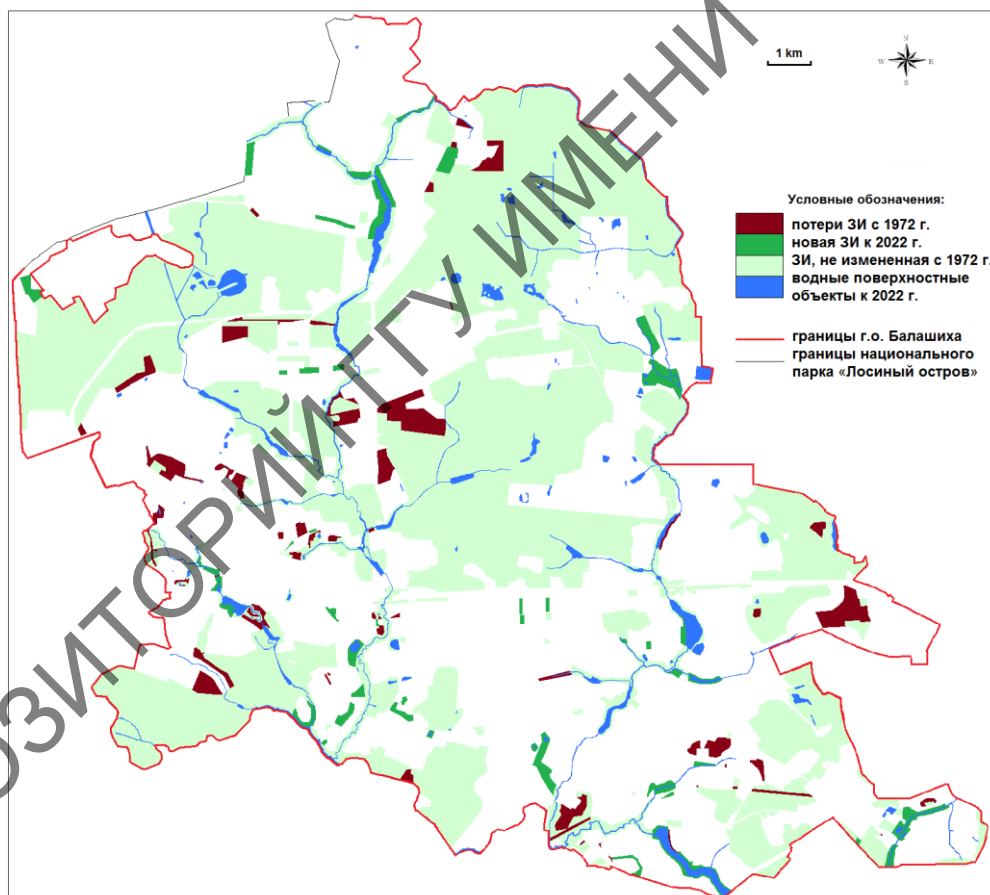 1 km
N
W E
S
Условные обозначения:
потери ЗИ с 1972 г.
новая ЗИ к 2022 г.
ЗИ, не измененная с 1972 г.
водные поверхностные
объекты к 2022 г.
границы г.о. Балашиха
границы национального
парка «Лосиный остров»
ОЗИТОРИЙ ГГУ ИМЕНИ